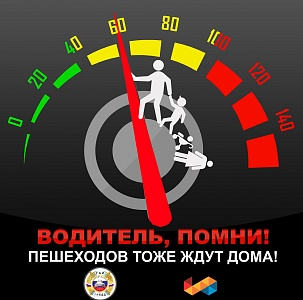 0 20 40 60 80 100 120 140
ВОДИТЕЛЬ, ПОМНИ!
ПЕШЕХОДОВ ТОЖЕ ЖДУТ ДОМА!